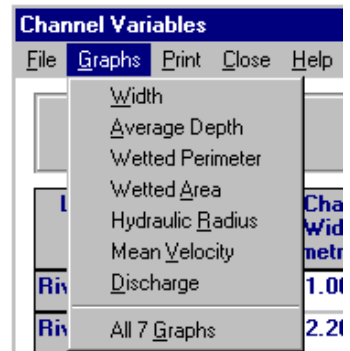 Channel Variables
File Graphs Print Close Help
Width
Average Depth
Wetted Perimeter
Wetted Area
Hydraulic Radius
Mean Velocity
Discharge
All 7 Graphs
1.00
2.20